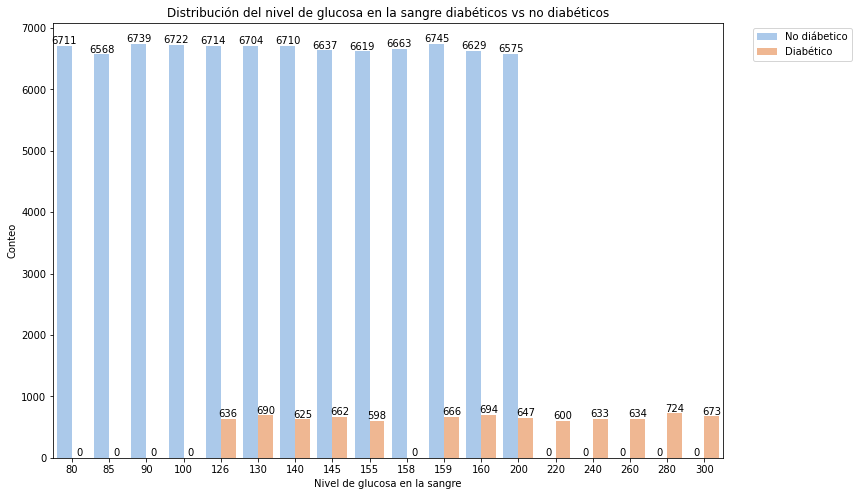 Distribución del nivel de glucosa en la sangre diabéticos vs no diabéticos
No diábetico
Diabético
Conteo
7000
6000
5000
4000
3000
2000
1000
0
6711 6568 6739 6722 6714 6704 6710 6637 6619 6663 6745 6629 6575 0 0 0 0 0
0 0 0 0 636 690 625 662 598 0 666 694 647 600 633 634 724 673
80 85 90 100 126 130 140 145 155 158 159 160 200 220 240 260 280 300
Nivel de glucosa en la sangre